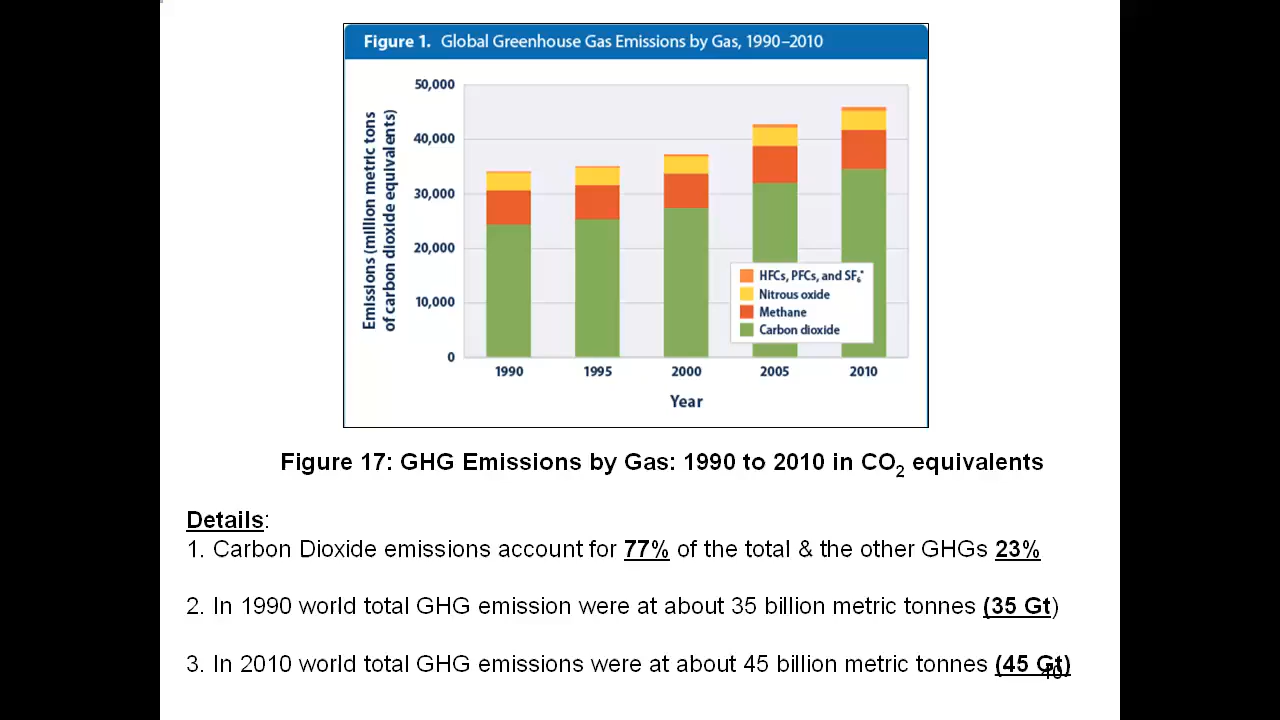 Figure 1. Global Greenhouse Gas Emissions by Gas, 1990–2010
Emissions (million metric tons
of carbon dioxide equivalents)
50,000
40,000
30,000
20,000
10,000
0
HFCs, PFCs, and SF₆*
Nitrous oxide
Methane
Carbon dioxide
1990 1995 2000 2005 2010
Year
Figure 17: GHG Emissions by Gas: 1990 to 2010 in CO₂ equivalents
Details:
1. Carbon Dioxide emissions account for 77% of the total & the other GHGs 23%
2. In 1990 world total GHG emission were at about 35 billion metric tonnes (35 Gt)
3. In 2010 world total GHG emissions were at about 45 billion metric tonnes (45 Gt)